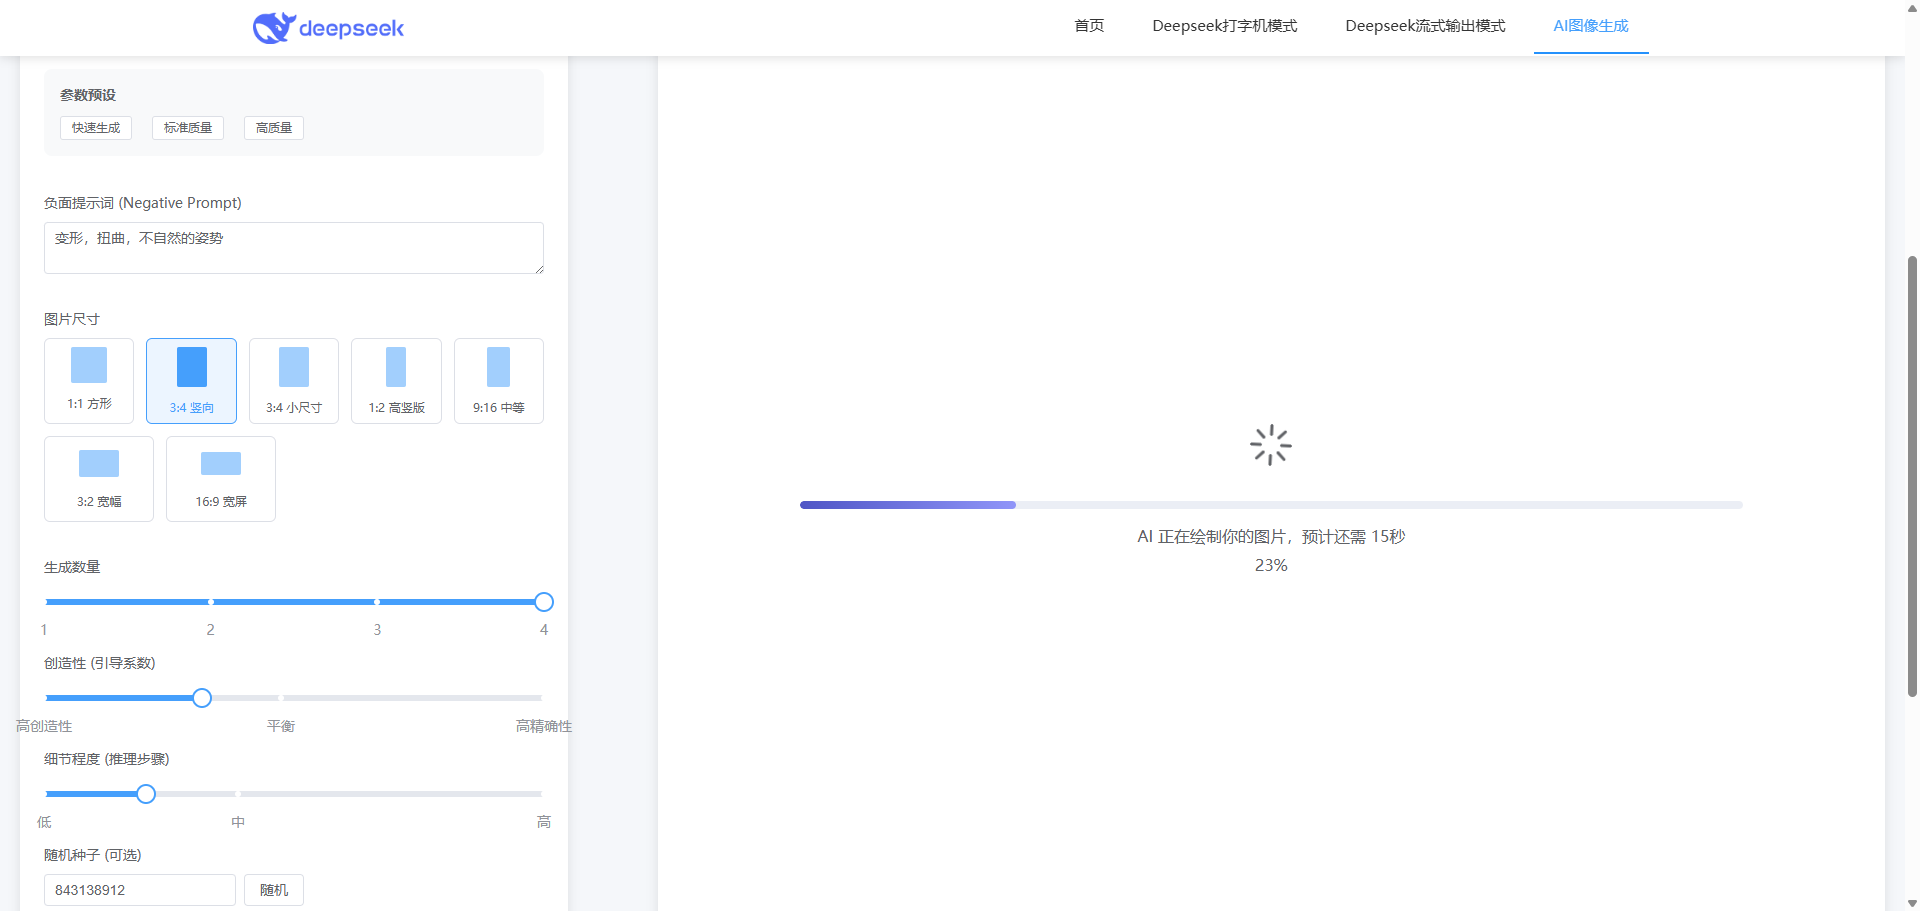 deepseek
首页
Deepseek打字机模式
Deepseek流式输出模式
AI图像生成
参数预设
快速生成
标准质量
高质量
负面提示词 (Negative Prompt)
变形，扭曲，不自然的姿势
图片尺寸
1:1 方形
3:4 竖向
3:4 小尺寸
1:2 高竖版
9:16 中等
3:2 宽幅
16:9 宽屏
生成数量
1
2
3
4
创造性 (引导系数)
高创造性
平衡
高精确性
细节程度 (推理步骤)
低
中
高
随机种子 (可选)
843138912
随机
AI 正在绘制你的图片，预计还需 15秒
23%